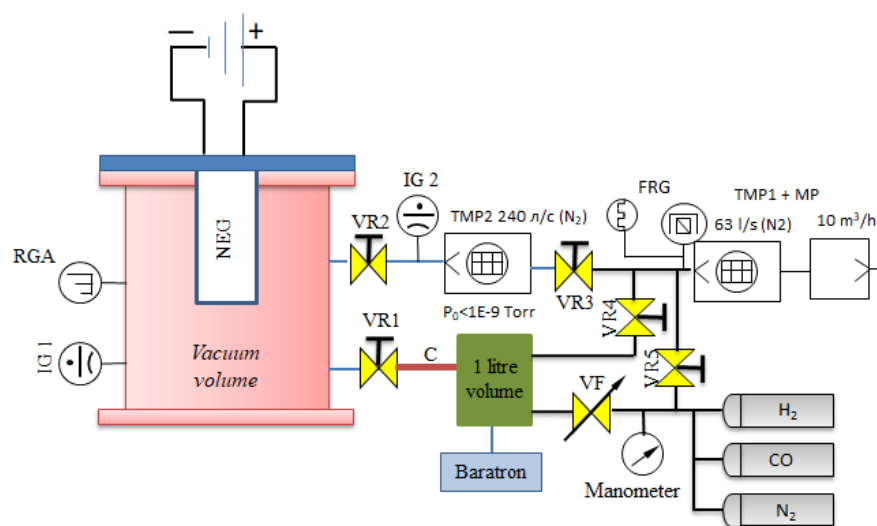 — +
IG 2
FRG
TMP1 + MP
VR2
TMP2 240 л/с (N₂)
63 l/s (N2)
10 m³/h
NEG
RGA
VR3
P₀<1E-9 Torr
VR4
VR1
IG 1
Vacuum
volume
C
1 litre
volume
VR5
VF
H₂
CO
Baratron
Manometer
N₂